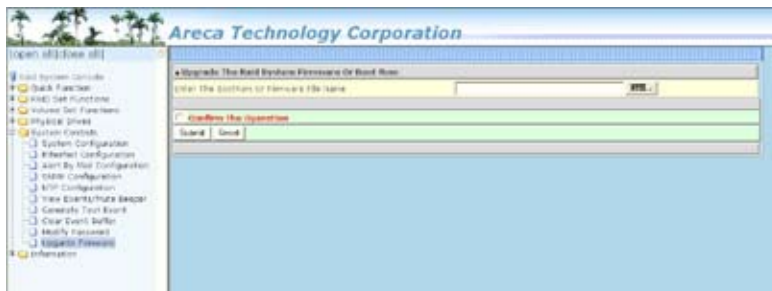 Areca Technology Corporation
|open all|close all|
Raid System Console
Quick Function
RAID Set Functions
Volume Set Functions
Physical Drives
System Controls
System Configuration
EtherNet Configuration
Alert By Mail Configuration
SNMP Configuration
NTP Configuration
View Events/Mute Beeper
Generate Test Event
Clear Event Buffer
Modify Password
Upgrade Firmware
Information
Upgrade The Raid System Firmware Or Boot Rom
Enter The BootRom Or Firmware File Name
Confirm The Operation
Submit Reset